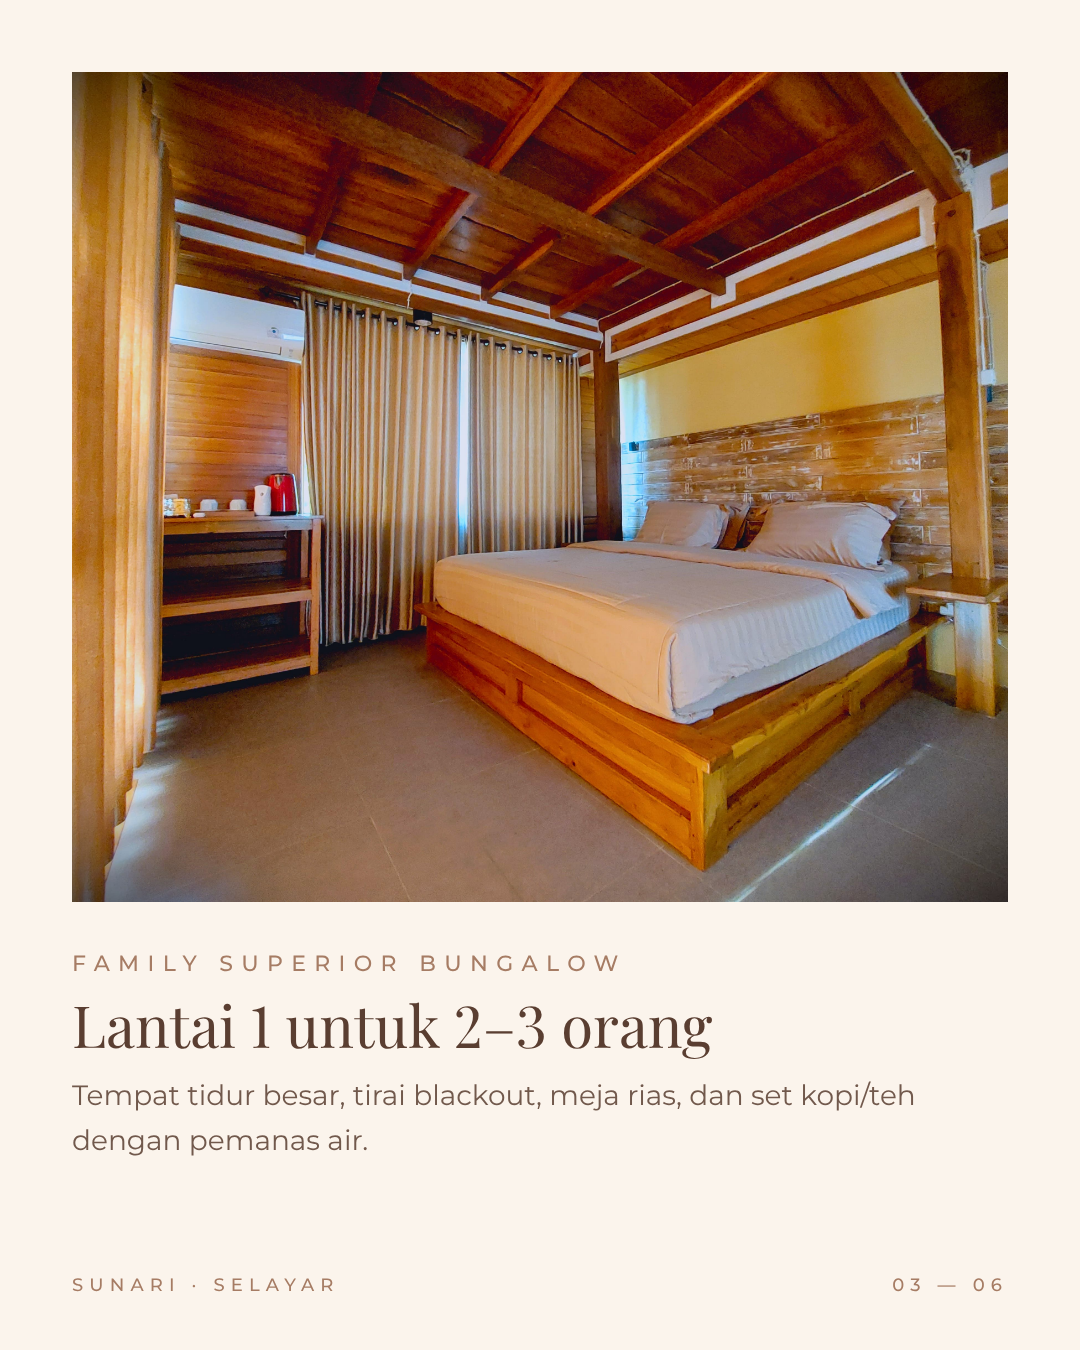 FAMILY SUPERIOR BUNGALOW
Lantai 1 untuk 2–3 orang
Tempat tidur besar, tirai blackout, meja rias, dan set kopi/teh
dengan pemanas air.
SUNARI · SELAYAR
03 — 06